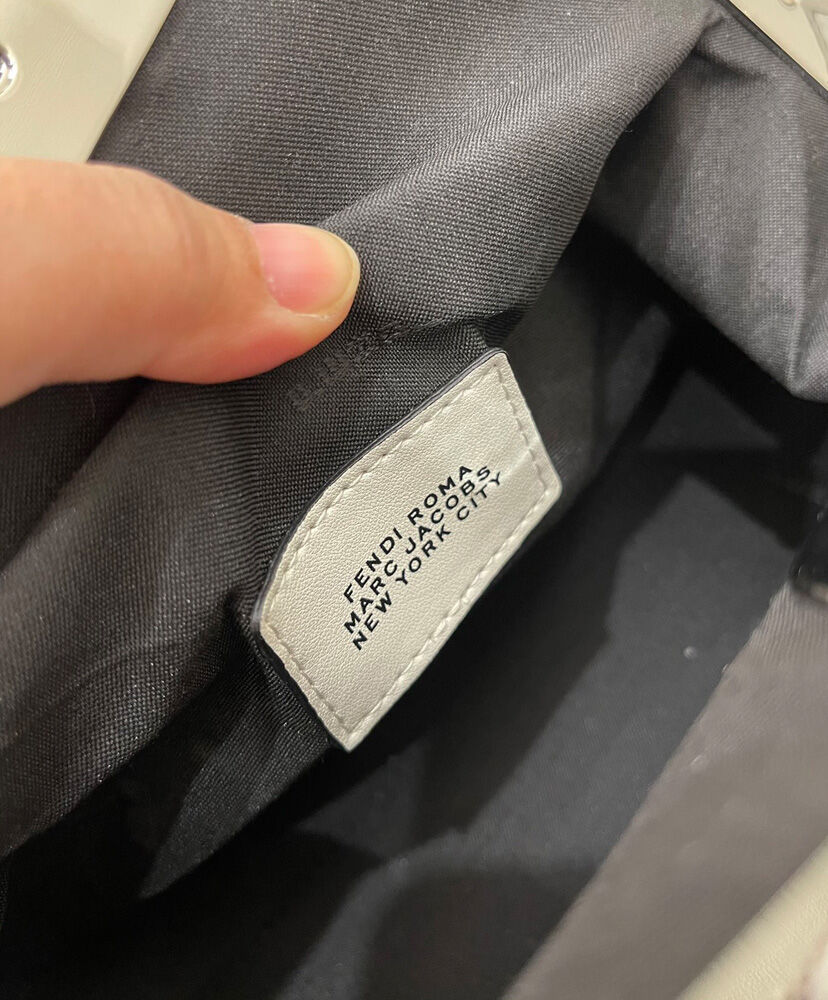 FENDI ROMA
MARC JACOBS
NEW YORK CITY